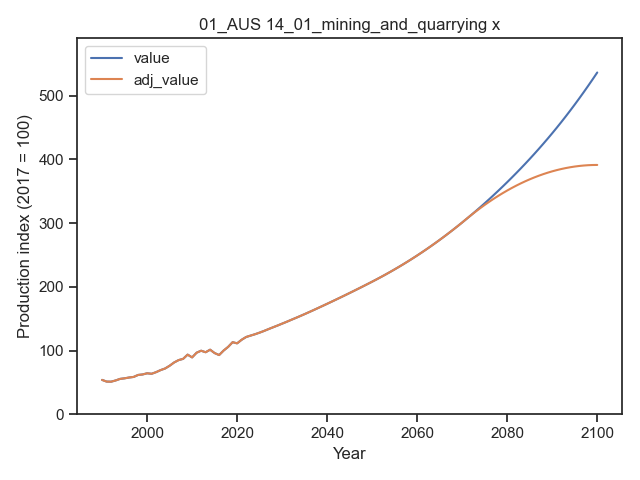 01_AUS 14_01_mining_and_quarrying x
value
adj_value
Production index (2017 = 100)
500
400
300
200
100
0
2000 2020 2040 2060 2080 2100
Year